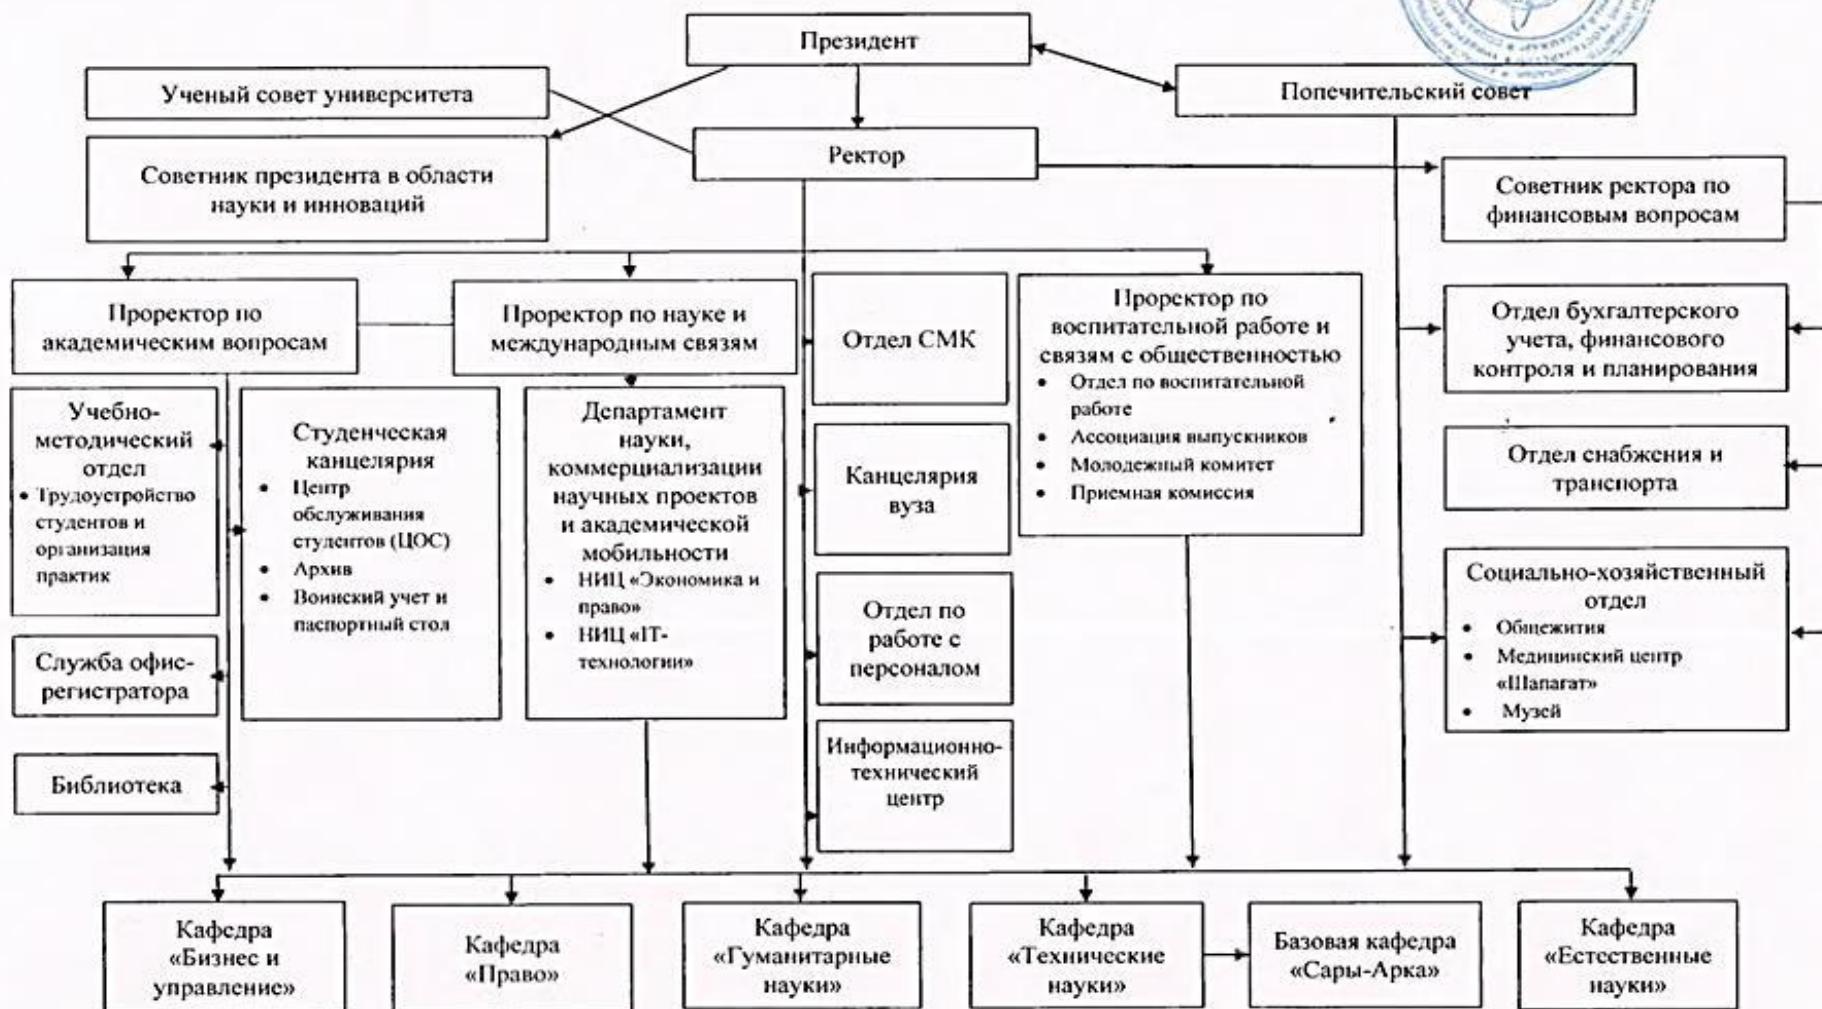 Президент
Ученый совет университета
Попечительский совет
Ректор
Советник президента в области
науки и инноваций
Советник ректора по
финансовым вопросам
Проректор по
академическим вопросам
Проректор по науке и
международным связям
Отдел СМК
Проректор по
воспитательной работе и
связям с общественностью
• Отдел по воспитательной
работе
• Ассоциация выпускников
• Молодежный комитет
• Приемная комиссия
Отдел бухгалтерского
учета, финансового
контроля и планирования
Учебно-
методический
отдел
• Трудоустройство
студентов и
организация
практик
Студенческая
канцелярия
• Центр
обслуживания
студентов (ЦОС)
• Архив
• Воинский учет и
паспортный стол
Департамент
науки,
коммерциализации
научных проектов
и академической
мобильности
• НИЦ «Экономика и
право»
• НИЦ «IT-
технологии»
Канцелярия
вуза
Отдел снабжения и
транспорта
Отдел по
работе с
персоналом
Социально-хозяйственный
отдел
• Общежития
• Медицинский центр
«Шапагат»
• Музей
Служба офис-
регистратора
Библиотека
Информационно-
технический
центр
Кафедра
«Бизнес и
управление»
Кафедра
«Право»
Кафедра
«Гуманитарные
науки»
Кафедра
«Технические
науки»
Базовая кафедра
«Сары-Арка»
Кафедра
«Естественные
науки»